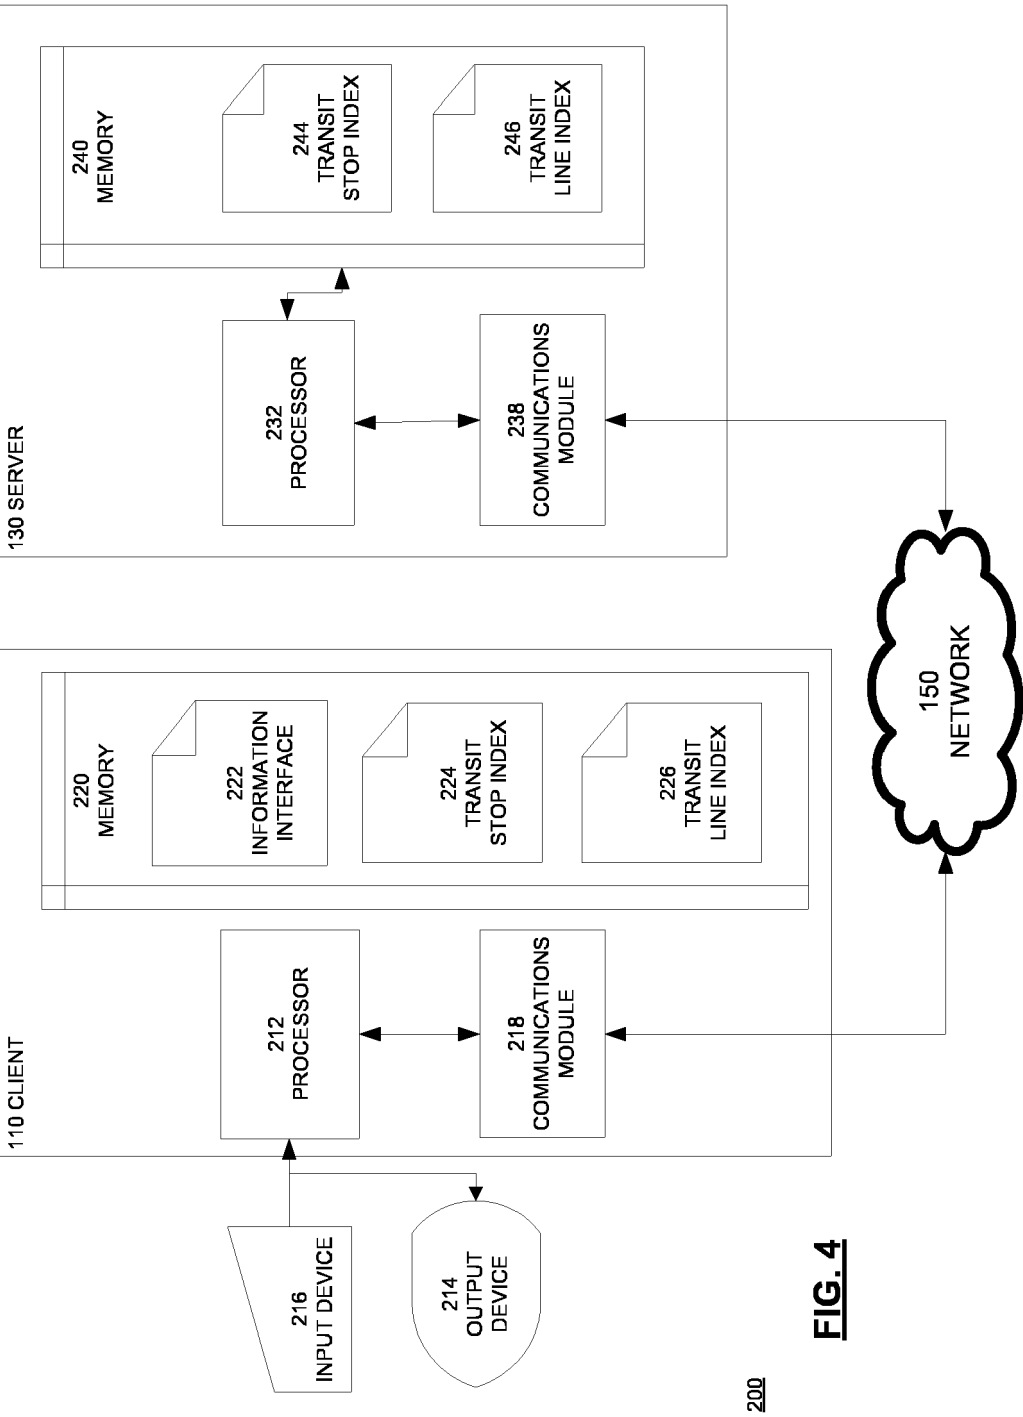 110 CLIENT
130 SERVER
220
MEMORY
240
MEMORY
216
INPUT DEVICE
212
PROCESSOR
222
INFORMATION
INTERFACE
232
PROCESSOR
244
TRANSIT
STOP INDEX
214
OUTPUT
DEVICE
218
COMMUNICATIONS
MODULE
224
TRANSIT
STOP INDEX
238
COMMUNICATIONS
MODULE
246
TRANSIT
LINE INDEX
226
TRANSIT
LINE INDEX
150
NETWORK
200
FIG. 4